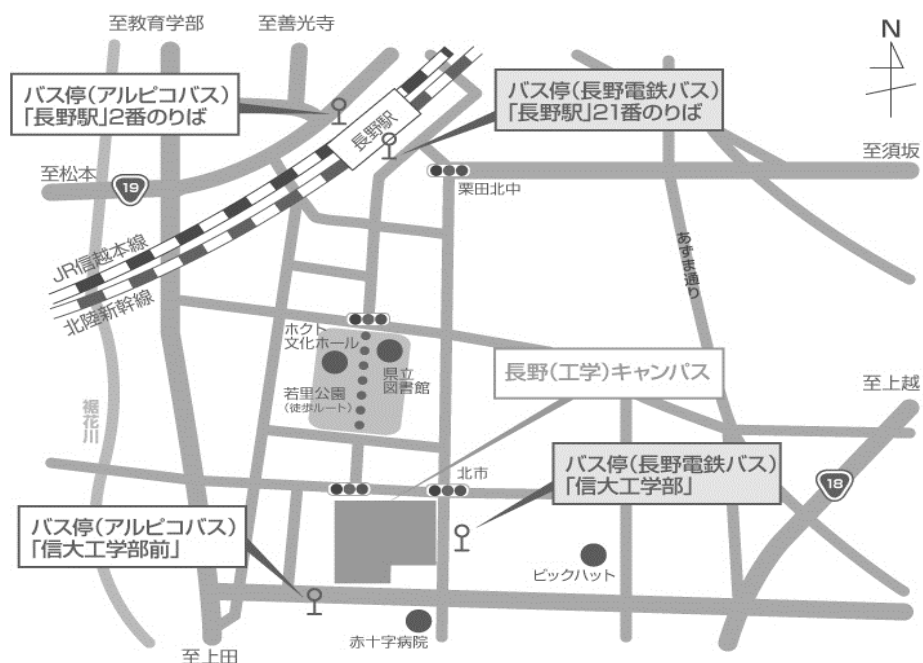 至教育学部
至善光寺
N
バス停(アルピコバス)
「長野駅」2番のりば
バス停(長野電鉄バス)
「長野駅」21番のりば
長野駅
至須坂
至松本
19
栗田北中
あずま通り
JR信越本線
北陸新幹線
ホクト
文化ホール
県立
図書館
若里公園
(徒歩ルート)
長野(工学)キャンパス
至上越
裾花川
北市
バス停(長野電鉄バス)
「信大工学部」
18
バス停(アルピコバス)
「信大工学部前」
ビックハット
赤十字病院
至上田